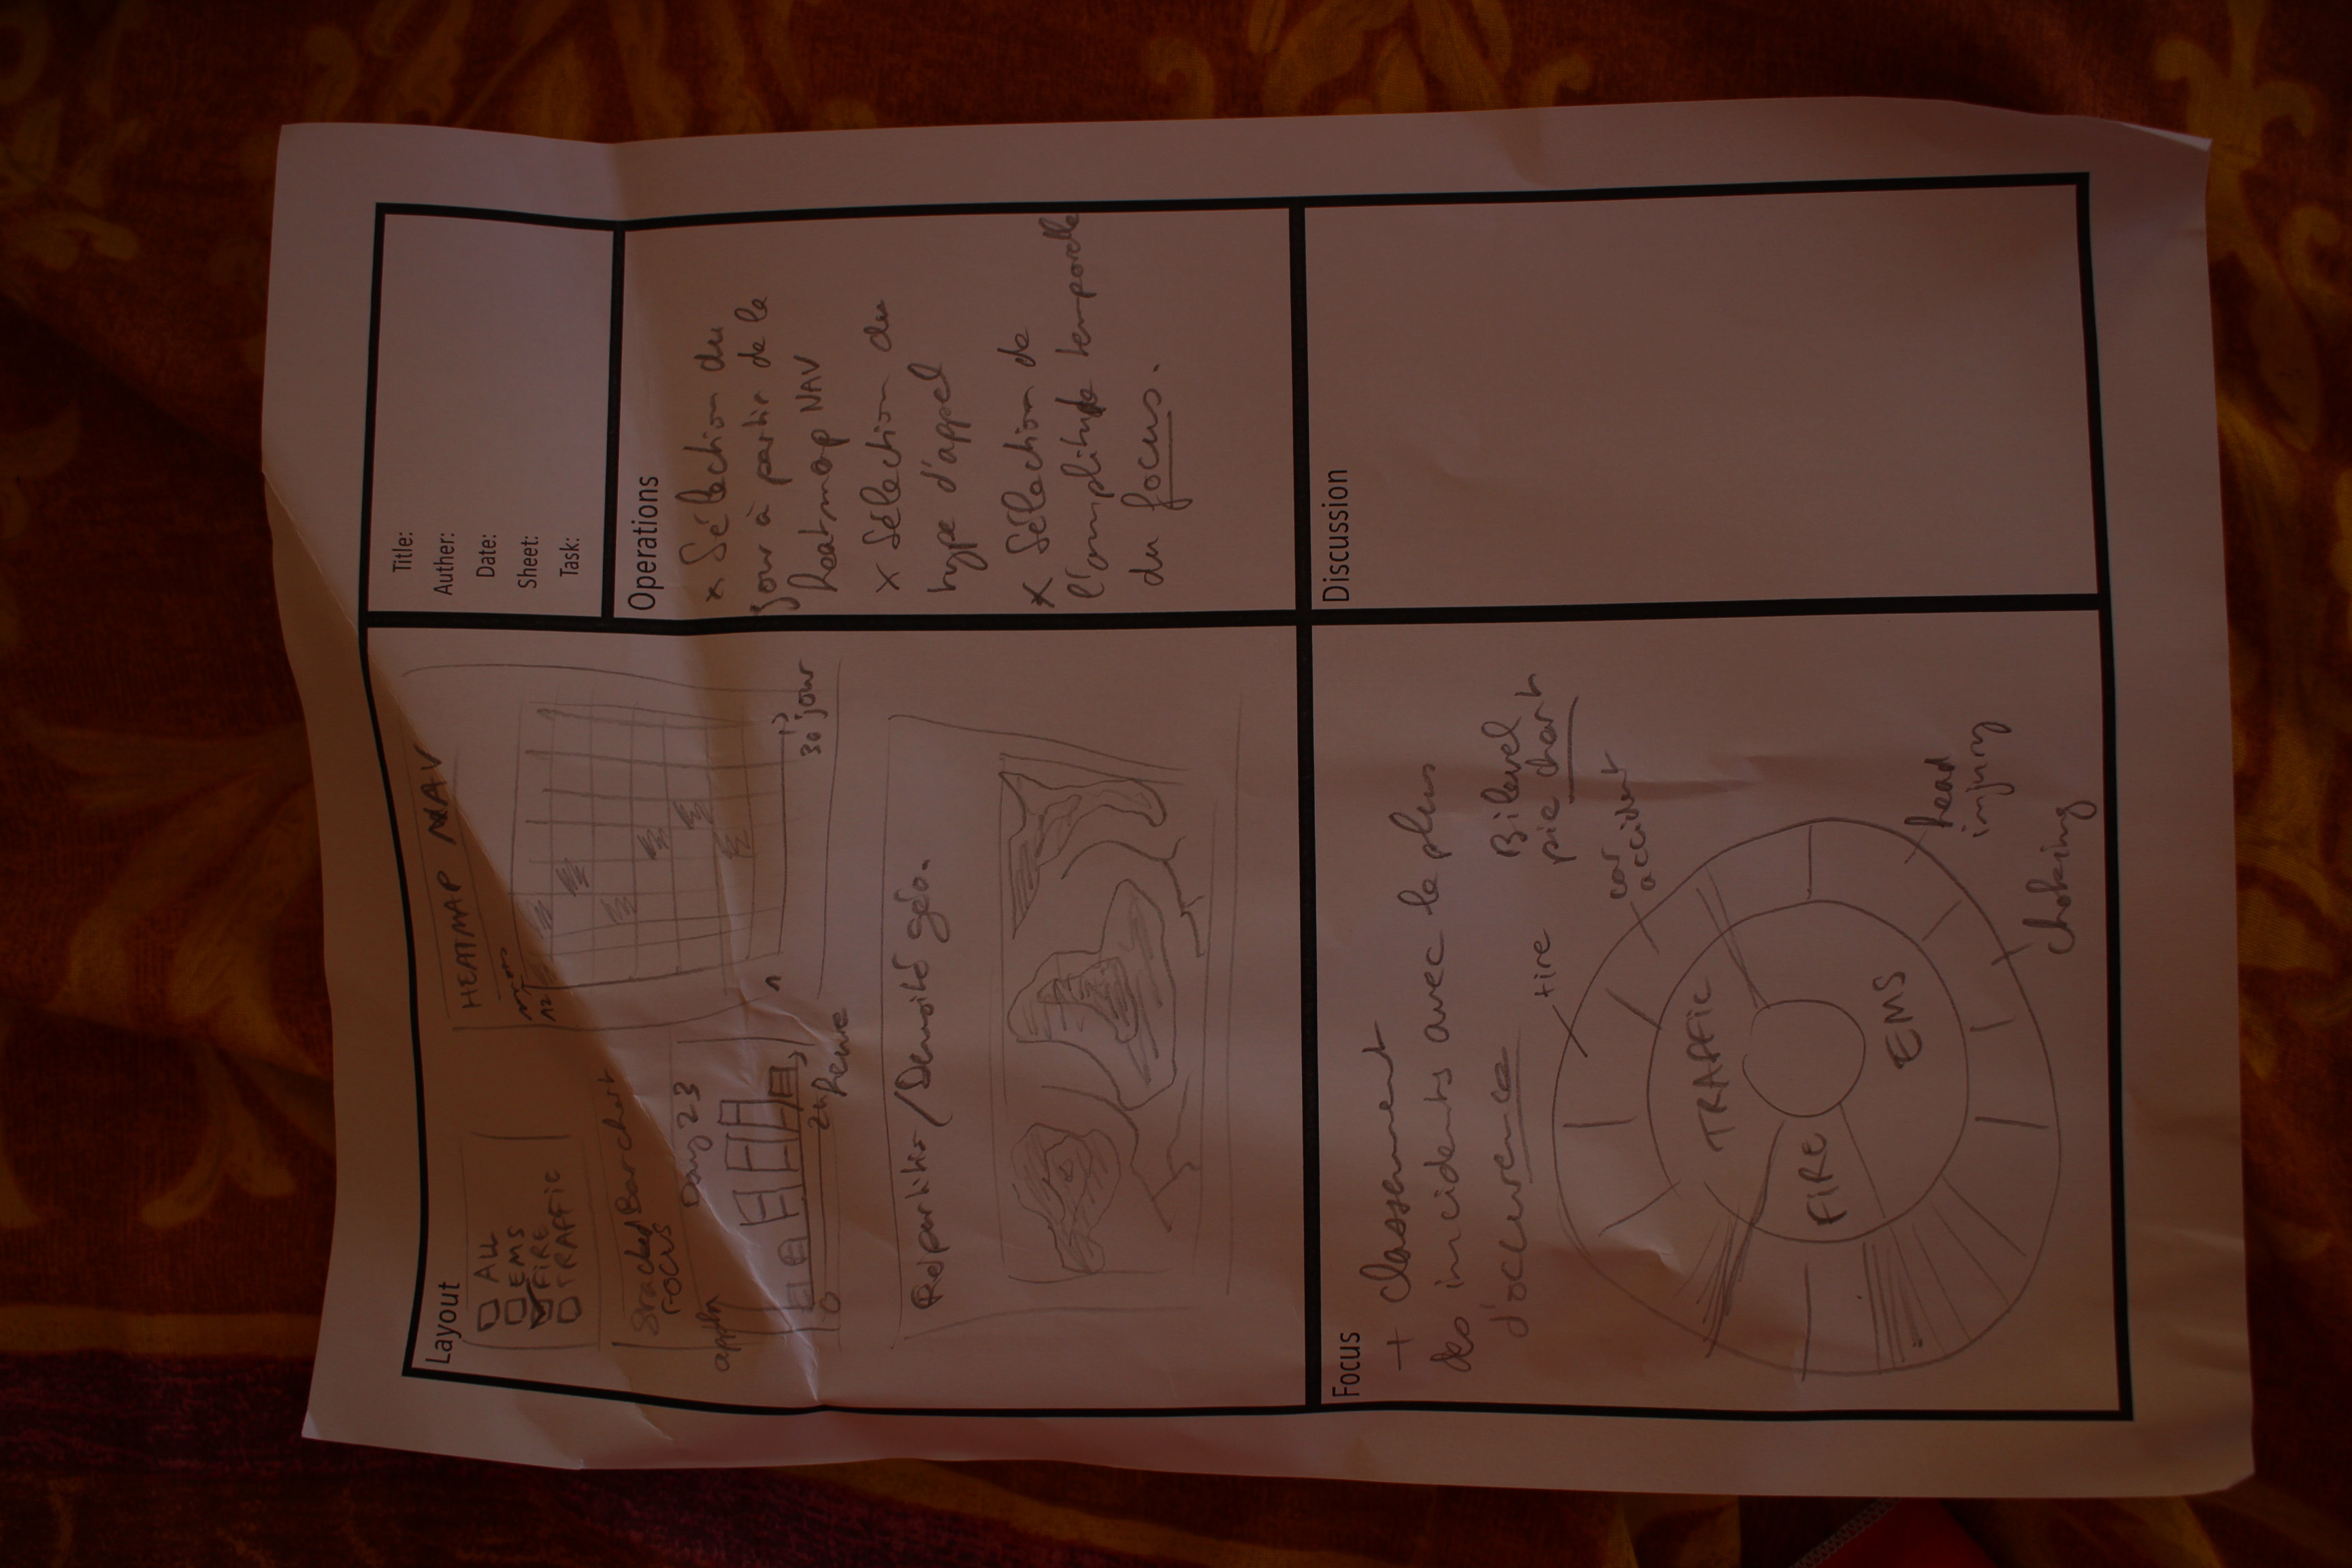 Layout
ALL
EMS
FIRE
TRAFFIC
HEATMAP NAV
mois
12
1
30 jour
Stacked Bar chart
FOCUS
Day 23
0
24 heure
Répartition / Densité géo.
Title:
Auther:
Date:
Sheet:
Task:
Operations
× Sélection du
jour à partir de la
heatmap NAV
× Sélection du
type d'appel
× Sélection de
l'amplitude temporelle
du focus.
Focus
+ classement
des incidents avec le plus
d'occurence
Bilevel
pie chart
car
accident
TRAFFIC
FIRE
EMS
head
injury
choking
Discussion